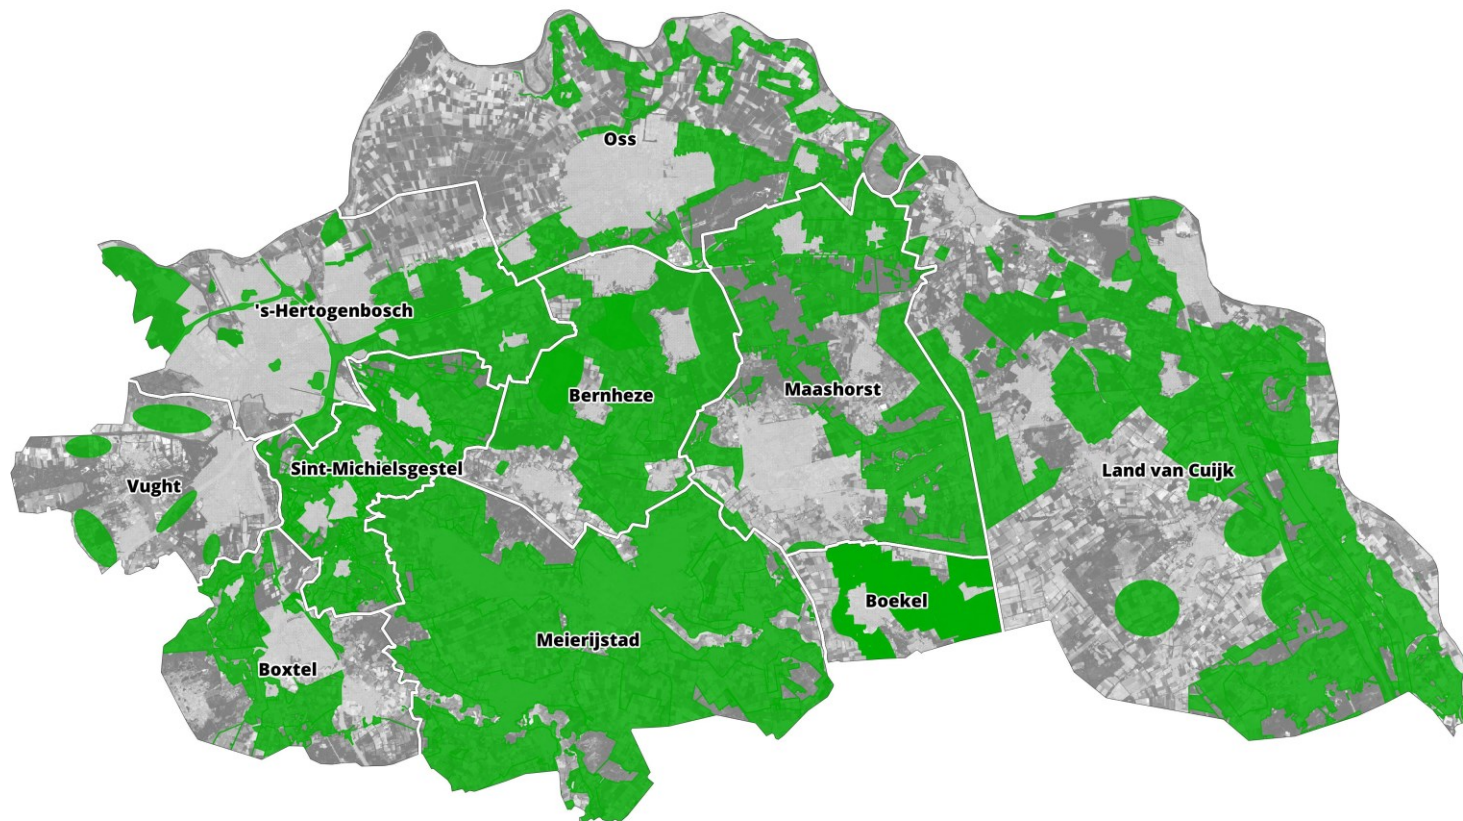 Oss
's-Hertogenbosch
Bernheze
Maashorst
Sint-Michielsgestel
Land van Cuijk
Vught
Boekel
Meierijstad
Boxtel